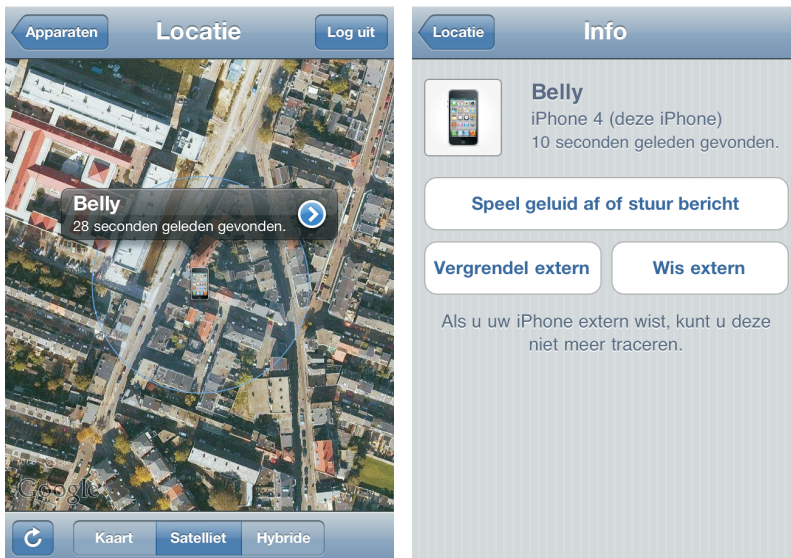 Apparaten
Locatie
Log uit
Belly
28 seconden geleden gevonden.
Google
Kaart
Satelliet
Hybride
Locatie
Info
Belly
iPhone 4 (deze iPhone)
10 seconden geleden gevonden.
Speel geluid af of stuur bericht
Vergrendel extern
Wis extern
Als u uw iPhone extern wist, kunt u deze
niet meer traceren.